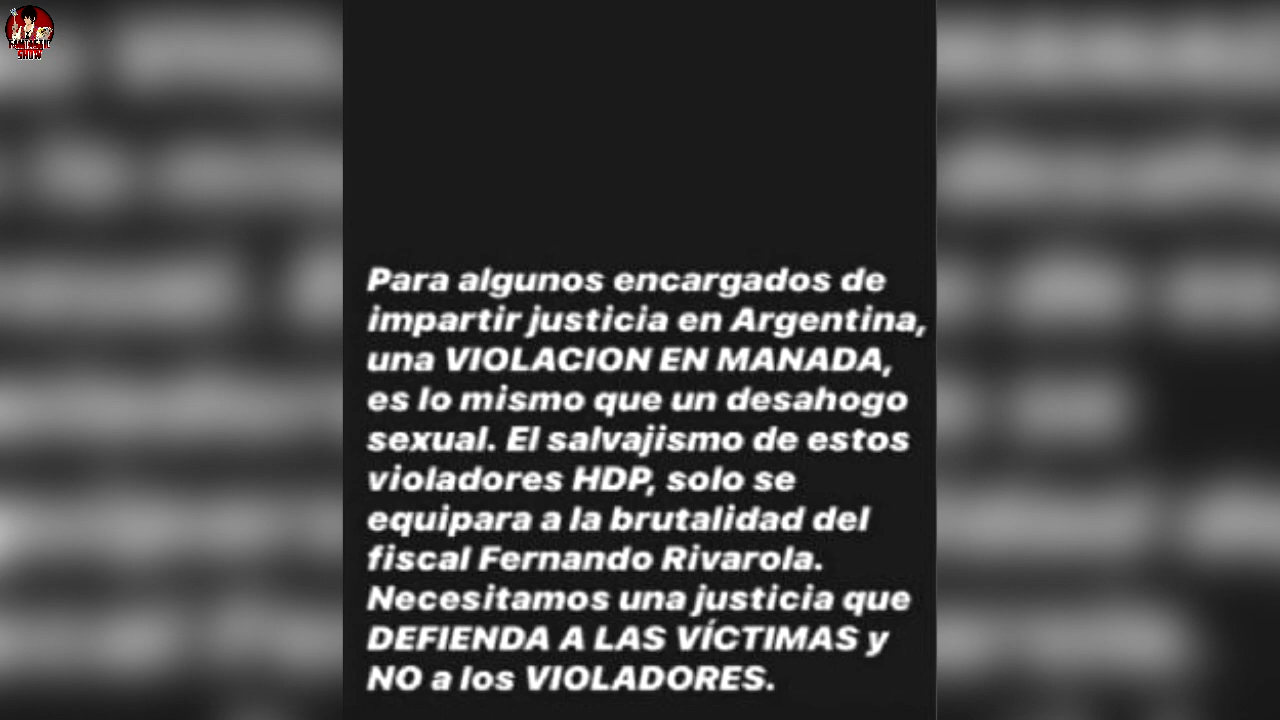 FANTASTIC
SHOW
Para algunos encargados de
impartir justicia en Argentina,
una VIOLACION EN MANADA,
es lo mismo que un desahogo
sexual. El salvajismo de estos
violadores HDP, solo se
equipara a la brutalidad del
fiscal Fernando Rivarola.
Necesitamos una justicia que
DEFIENDA A LAS VÍCTIMAS y
NO a los VIOLADORES.